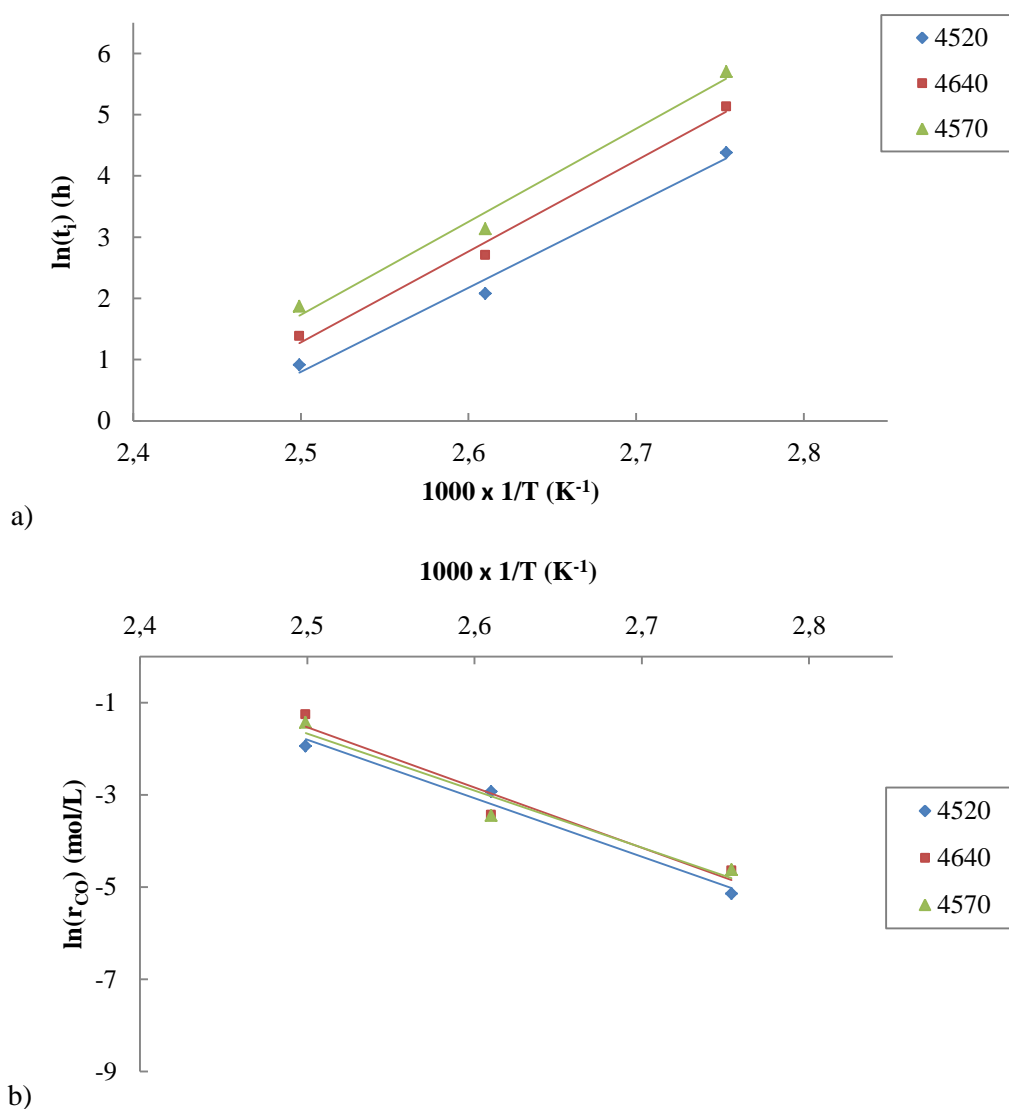 6
5
4
3
2
1
0
2,4 2,5 2,6 2,7 2,8
ln(tᵢ) (h)
1000 x 1/T (K⁻¹)
4520
4640
4570
a)
1000 x 1/T (K⁻¹)
2,4 2,5 2,6 2,7 2,8
-1
-3
-5
-7
-9
ln(r_CO) (mol/L)
4520
4640
4570
b)